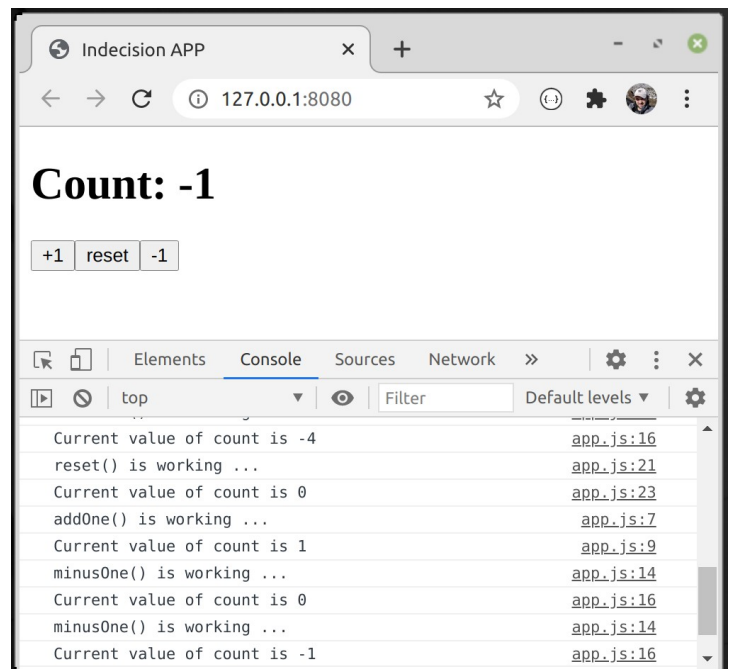 Indecision APP
127.0.0.1:8080
Count: -1
+1 reset -1
Elements Console Sources Network »
top Filter Default levels
Current value of count is -4 app.js:16
reset() is working ... app.js:21
Current value of count is 0 app.js:23
addOne() is working ... app.js:7
Current value of count is 1 app.js:9
minusOne() is working ... app.js:14
Current value of count is 0 app.js:16
minusOne() is working ... app.js:14
Current value of count is -1 app.js:16